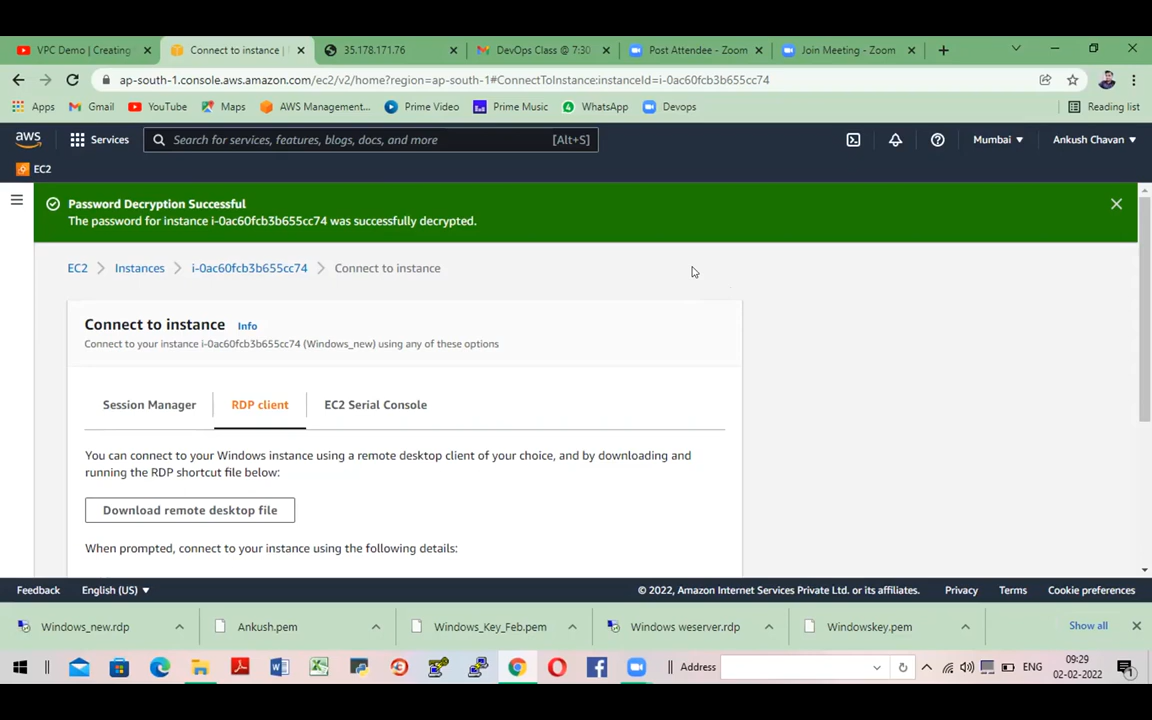 VPC Demo | Creating
Connect to instance |
35.178.171.76
DevOps Class @ 7:30
Post Attendee - Zoom
Join Meeting - Zoom
ap-south-1.console.aws.amazon.com/ec2/v2/home?region=ap-south-1#ConnectToInstance:instanceId=i-0ac60fcb3b655cc74
Apps
Gmail
YouTube
Maps
AWS Management...
Prime Video
Prime Music
WhatsApp
Devops
Reading list
aws
Services
Search for services, features, blogs, docs, and more
[Alt+S]
Mumbai
Ankush Chavan
EC2
Password Decryption Successful
The password for instance i-0ac60fcb3b655cc74 was successfully decrypted.
EC2
Instances
i-0ac60fcb3b655cc74
Connect to instance
Connect to instance Info
Connect to your instance i-0ac60fcb3b655cc74 (Windows_new) using any of these options
Session Manager
RDP client
EC2 Serial Console
You can connect to your Windows instance using a remote desktop client of your choice, and by downloading and
running the RDP shortcut file below:
Download remote desktop file
When prompted, connect to your instance using the following details:
Feedback
English (US)
© 2022, Amazon Internet Services Private Ltd. or its affiliates.
Privacy
Terms
Cookie preferences
Windows_new.rdp
Ankush.pem
Windows_Key_Feb.pem
Windows weserver.rdp
Windowskey.pem
Show all
Address
ENG
09:29
02-02-2022